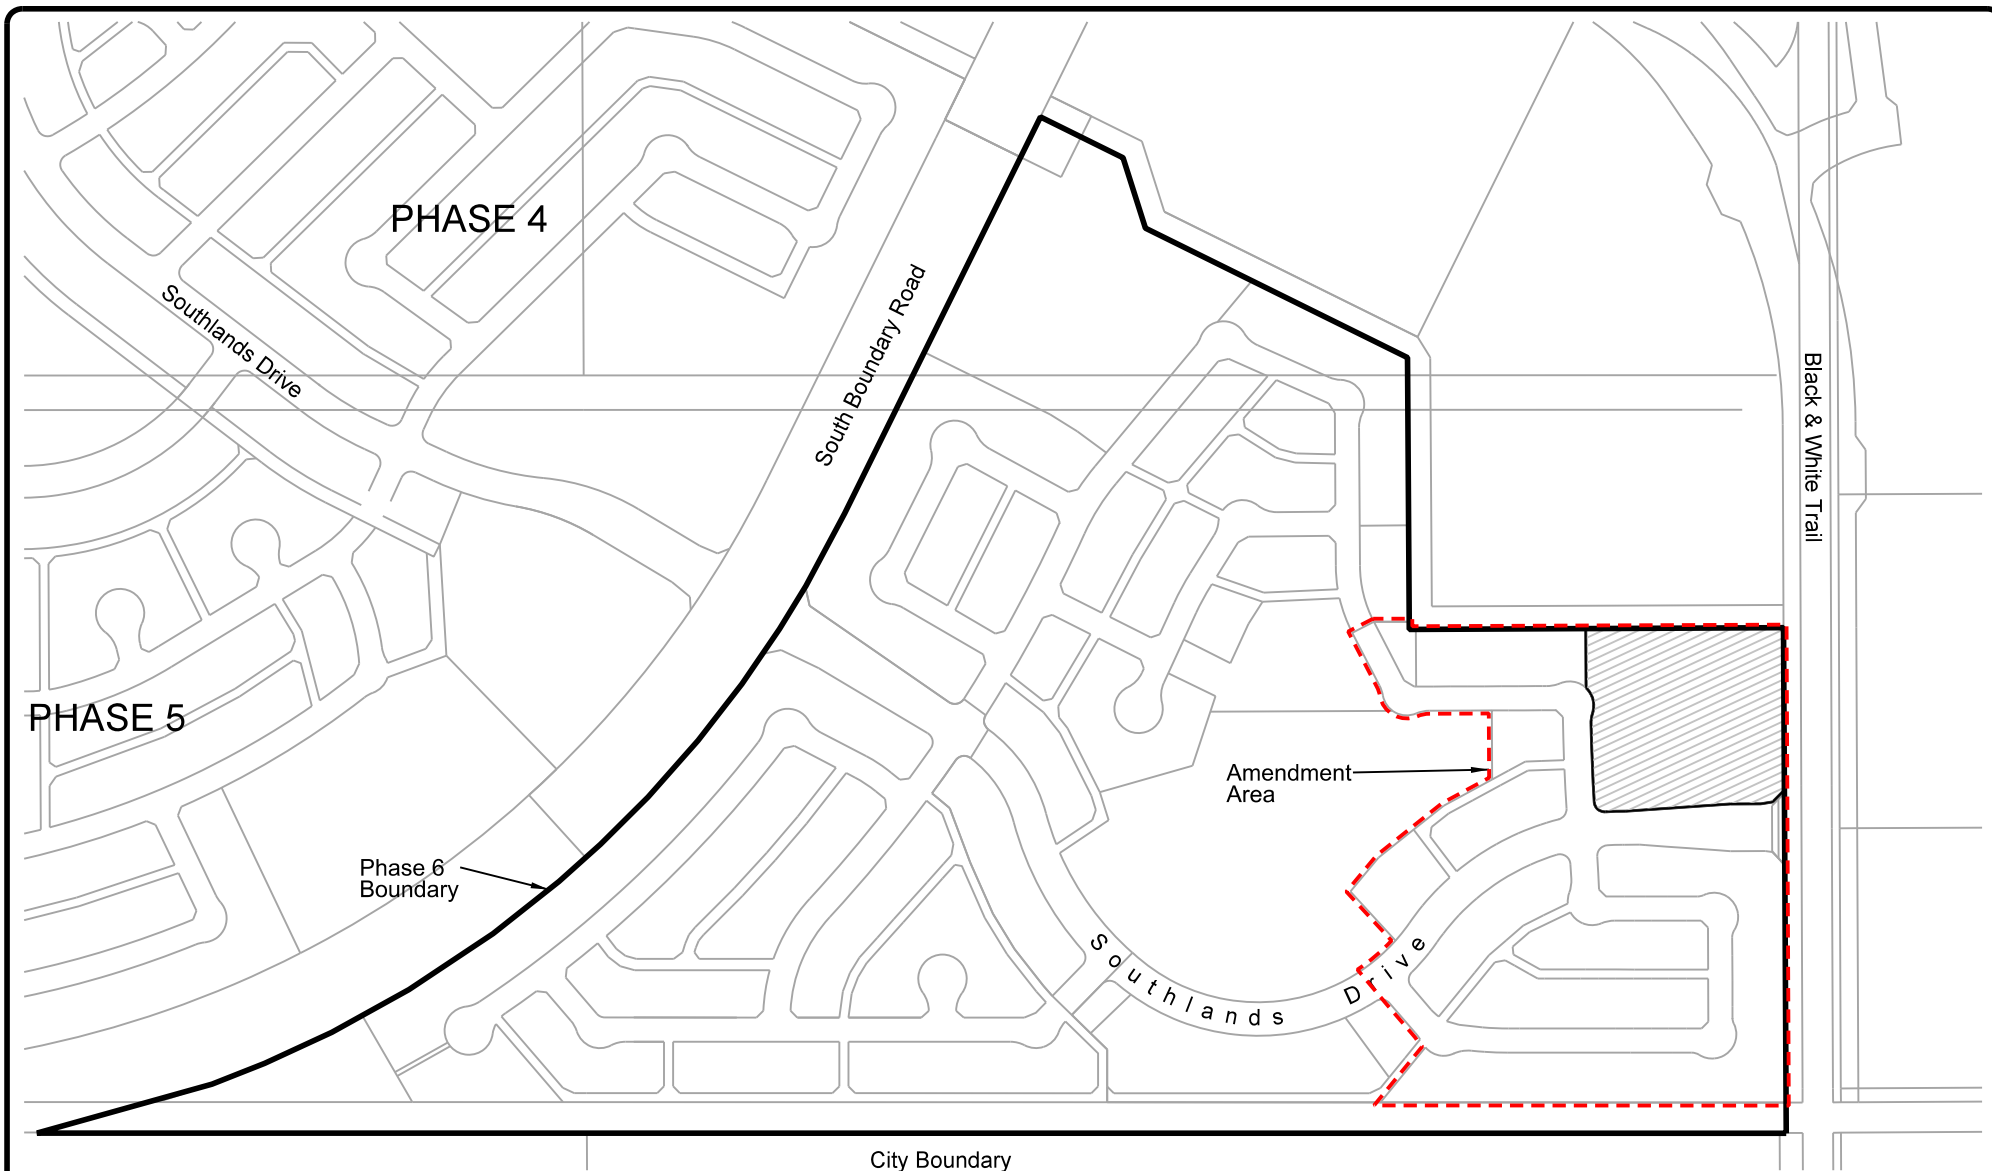 PHASE 4
Southlands Drive
South Boundary Road
Black & White Trail
PHASE 5
Amendment
Area
Phase 6
Boundary
Southlands Drive
City Boundary